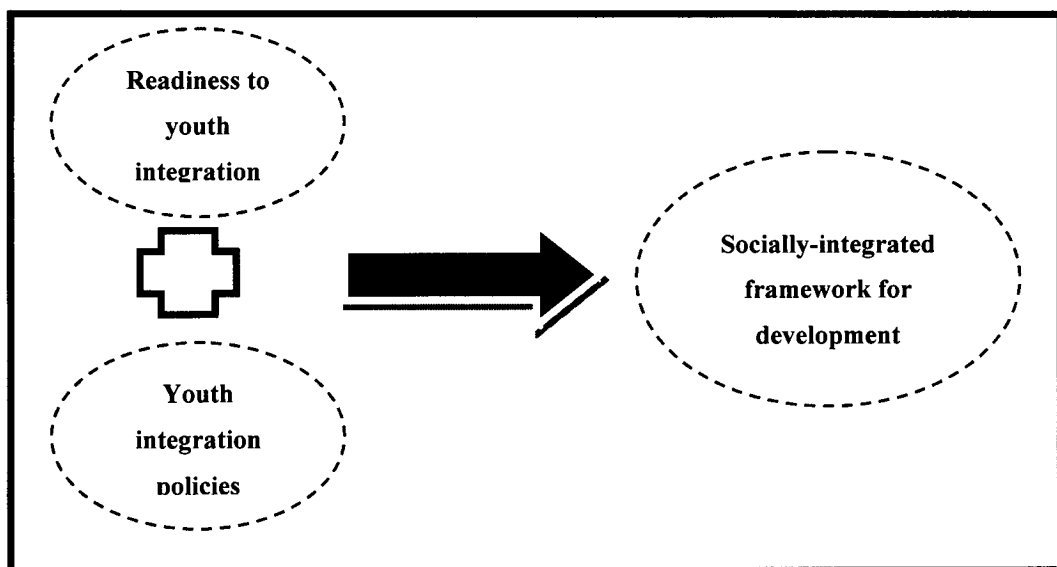 Readiness to
youth
integration
Youth
integration
policies
Socially-integrated
framework for
development